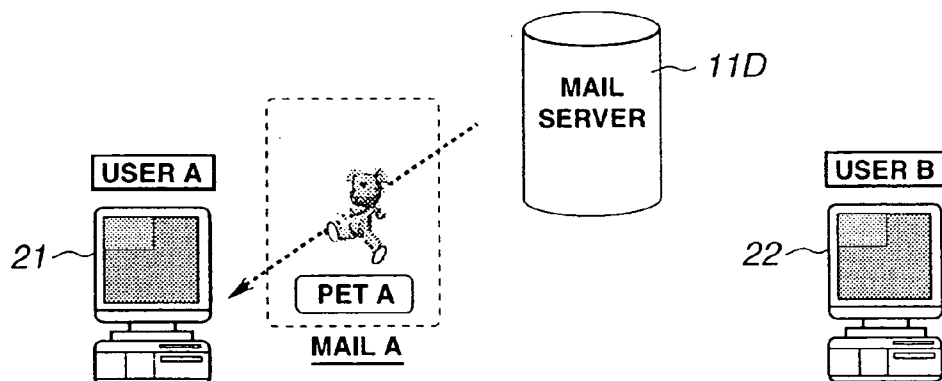 11D
MAIL
SERVER
USER A
USER B
21
22
PET A
MAIL A